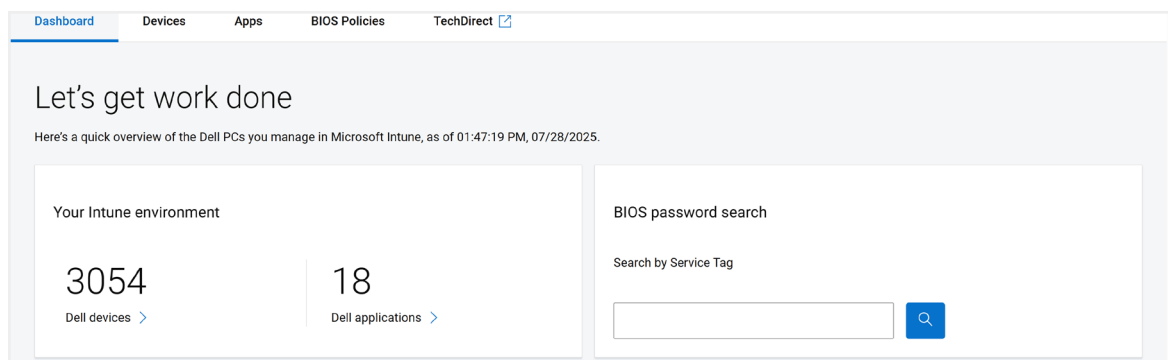 Dashboard Devices Apps BIOS Policies TechDirect
Let's get work done
Here's a quick overview of the Dell PCs you manage in Microsoft Intune, as of 01:47:19 PM, 07/28/2025.
Your Intune environment
3054
Dell devices
18
Dell applications
BIOS password search
Search by Service Tag